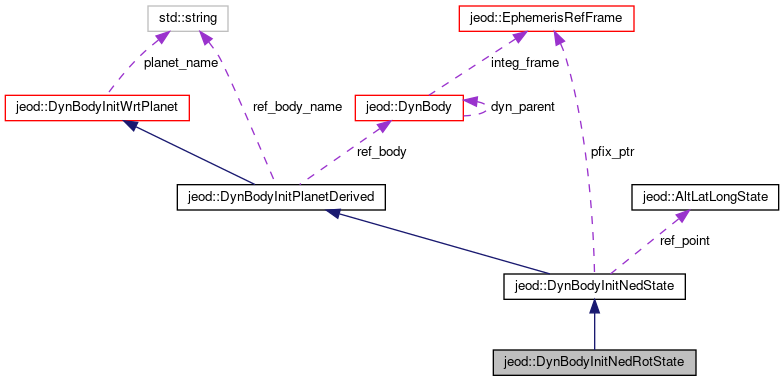 std::string
jeod::EphemerisRefFrame
planet_name
integ_frame
jeod::DynBodyInitWrtPlanet
ref_body_name
jeod::DynBody
dyn_parent
ref_body
pfix_ptr
jeod::DynBodyInitPlanetDerived
jeod::AltLatLongState
ref_point
jeod::DynBodyInitNedState
jeod::DynBodyInitNedRotState